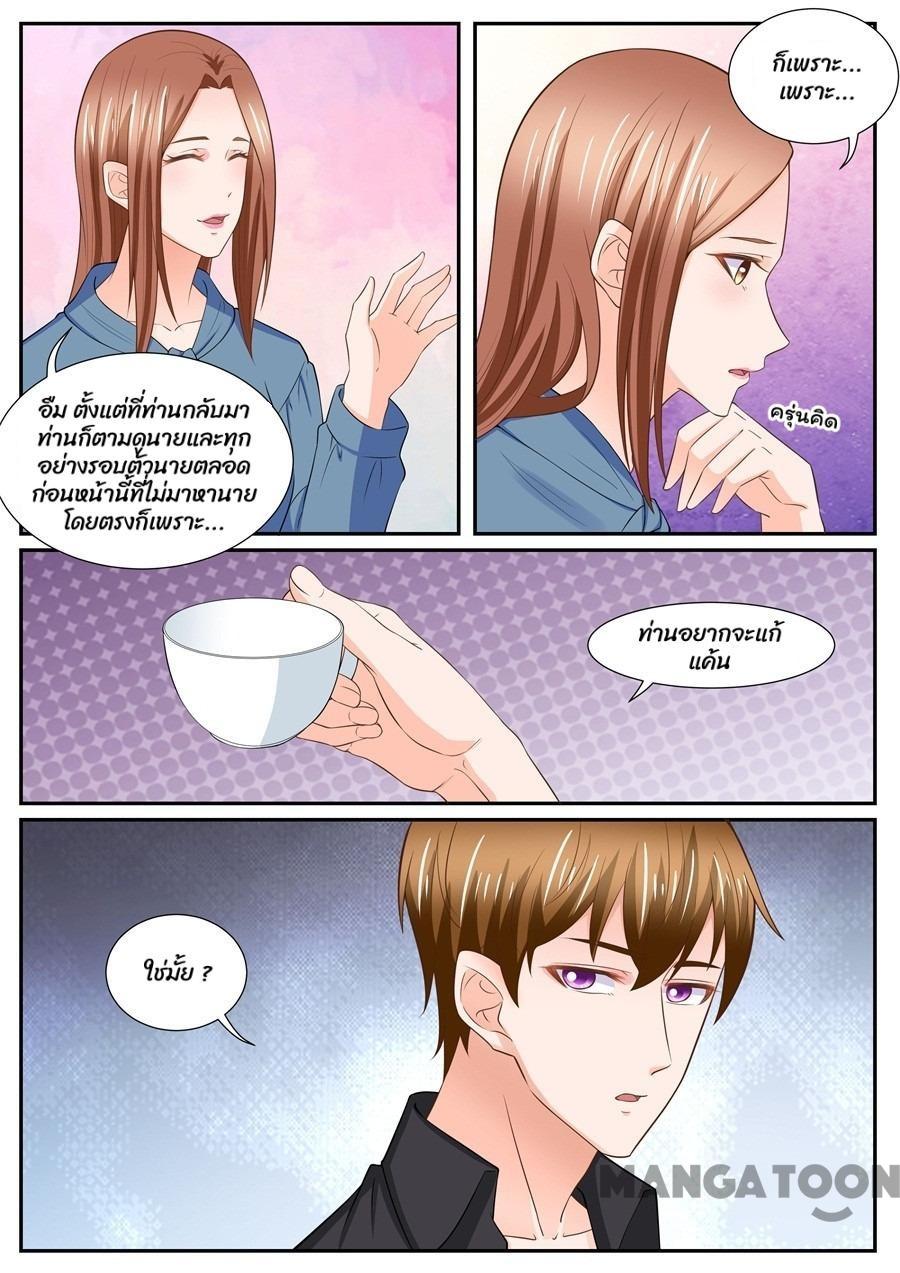 อืม ตั้งแต่ที่ท่านกลับมา
ท่านก็ตามดูนายและทุก
อย่างรอบตัวนายตลอด
ก่อนหน้านี้ที่ไม่มาหานาย
โดยตรงก็เพราะ...
ก็เพราะ...
เพราะ...
ครุ่นคิด
ท่านอยากจะแก้
แค้น
ใช่มั้ย ?
MANGATOON